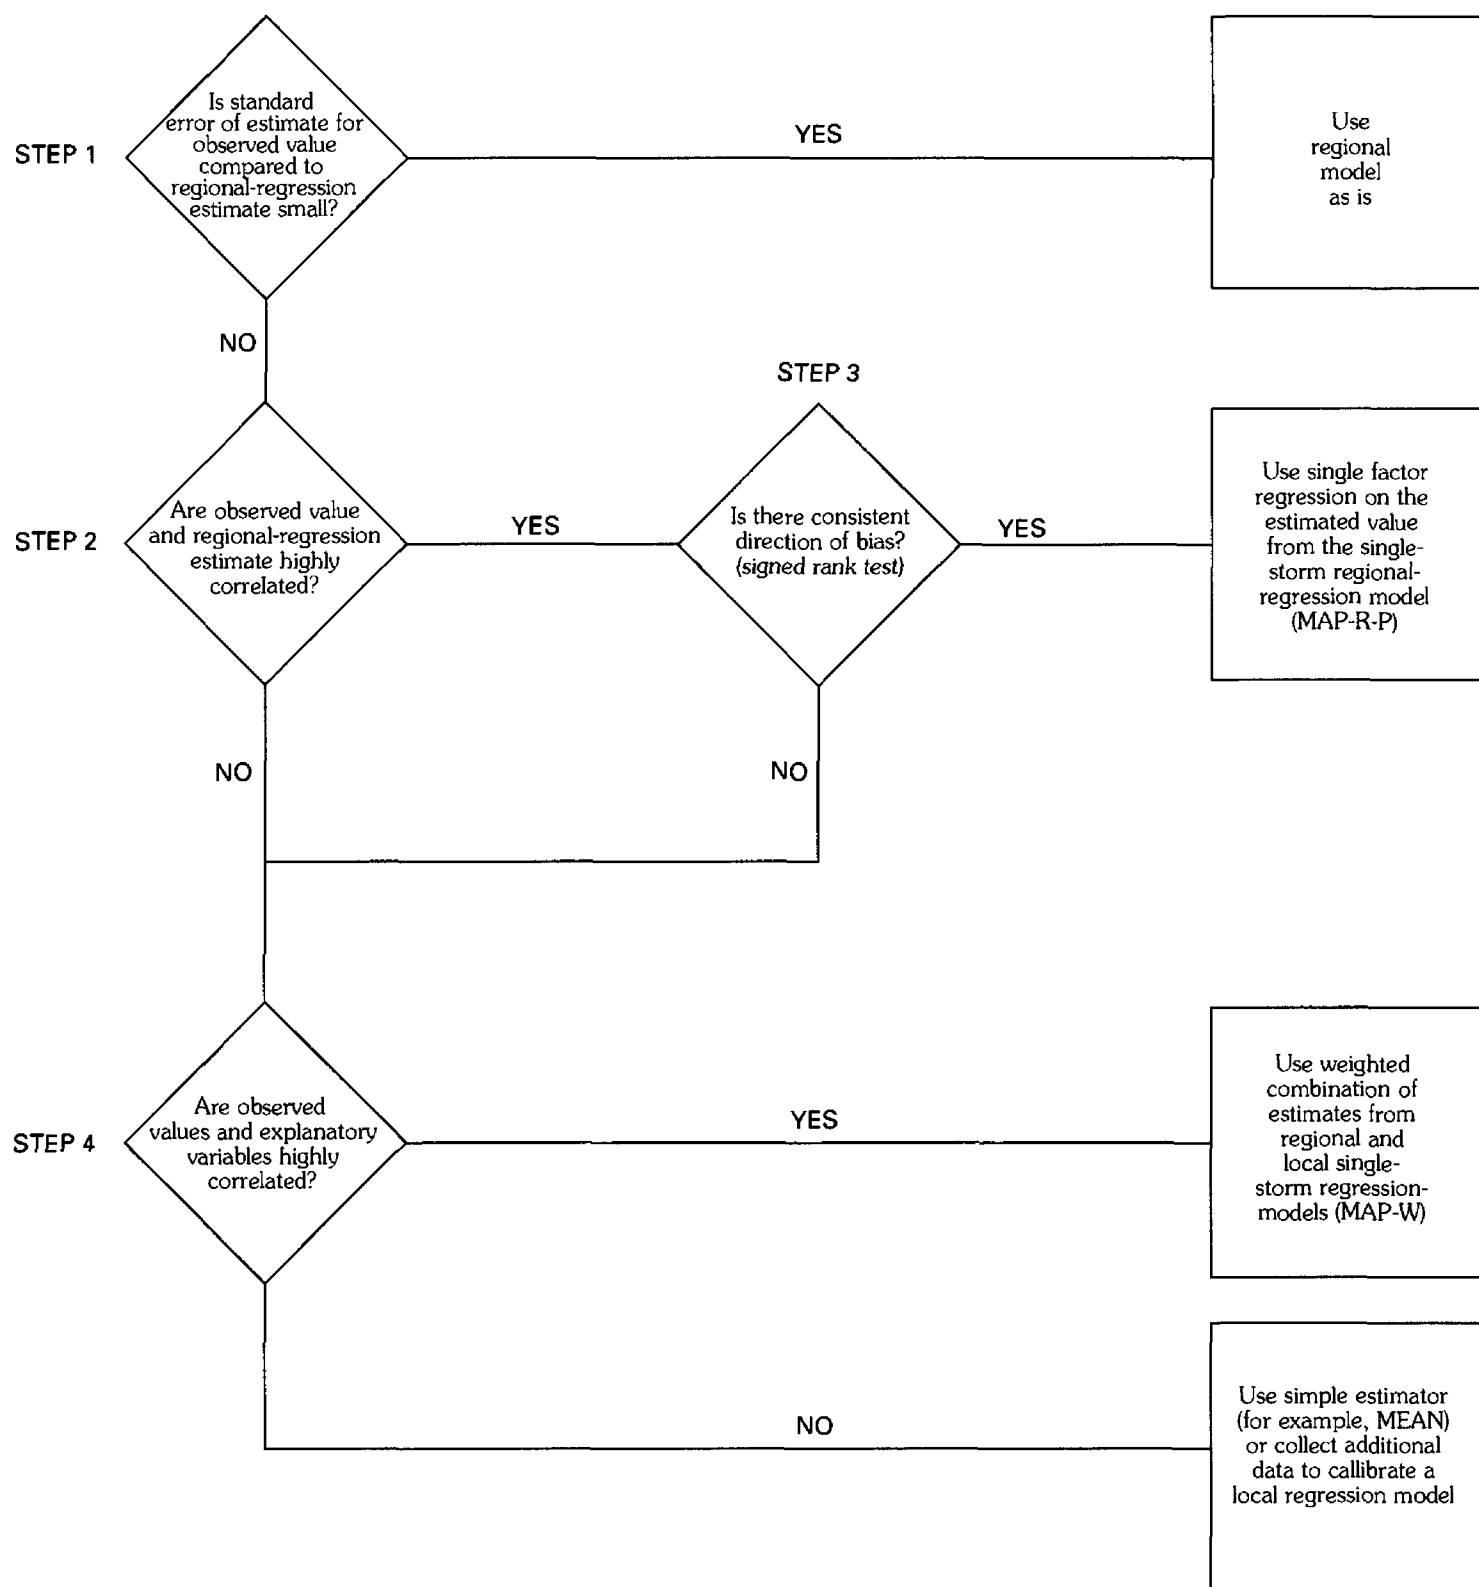 STEP 1
Is standard
error of estimate for
observed value
compared to
regional-regression
estimate small?
YES
Use
regional
model
as is
NO
STEP 2
Are observed value
and regional-regression
estimate highly
correlated?
YES
STEP 3
Is there consistent
direction of bias?
(signed rank test)
YES
Use single factor
regression on the
estimated value
from the single-
storm regional-
regression model
(MAP-R-P)
NO
NO
STEP 4
Are observed
values and explanatory
variables highly
correlated?
YES
Use weighted
combination of
estimates from
regional and
local single-
storm regression-
models (MAP-W)
NO
Use simple estimator
(for example, MEAN)
or collect additional
data to callibrate a
local regression model